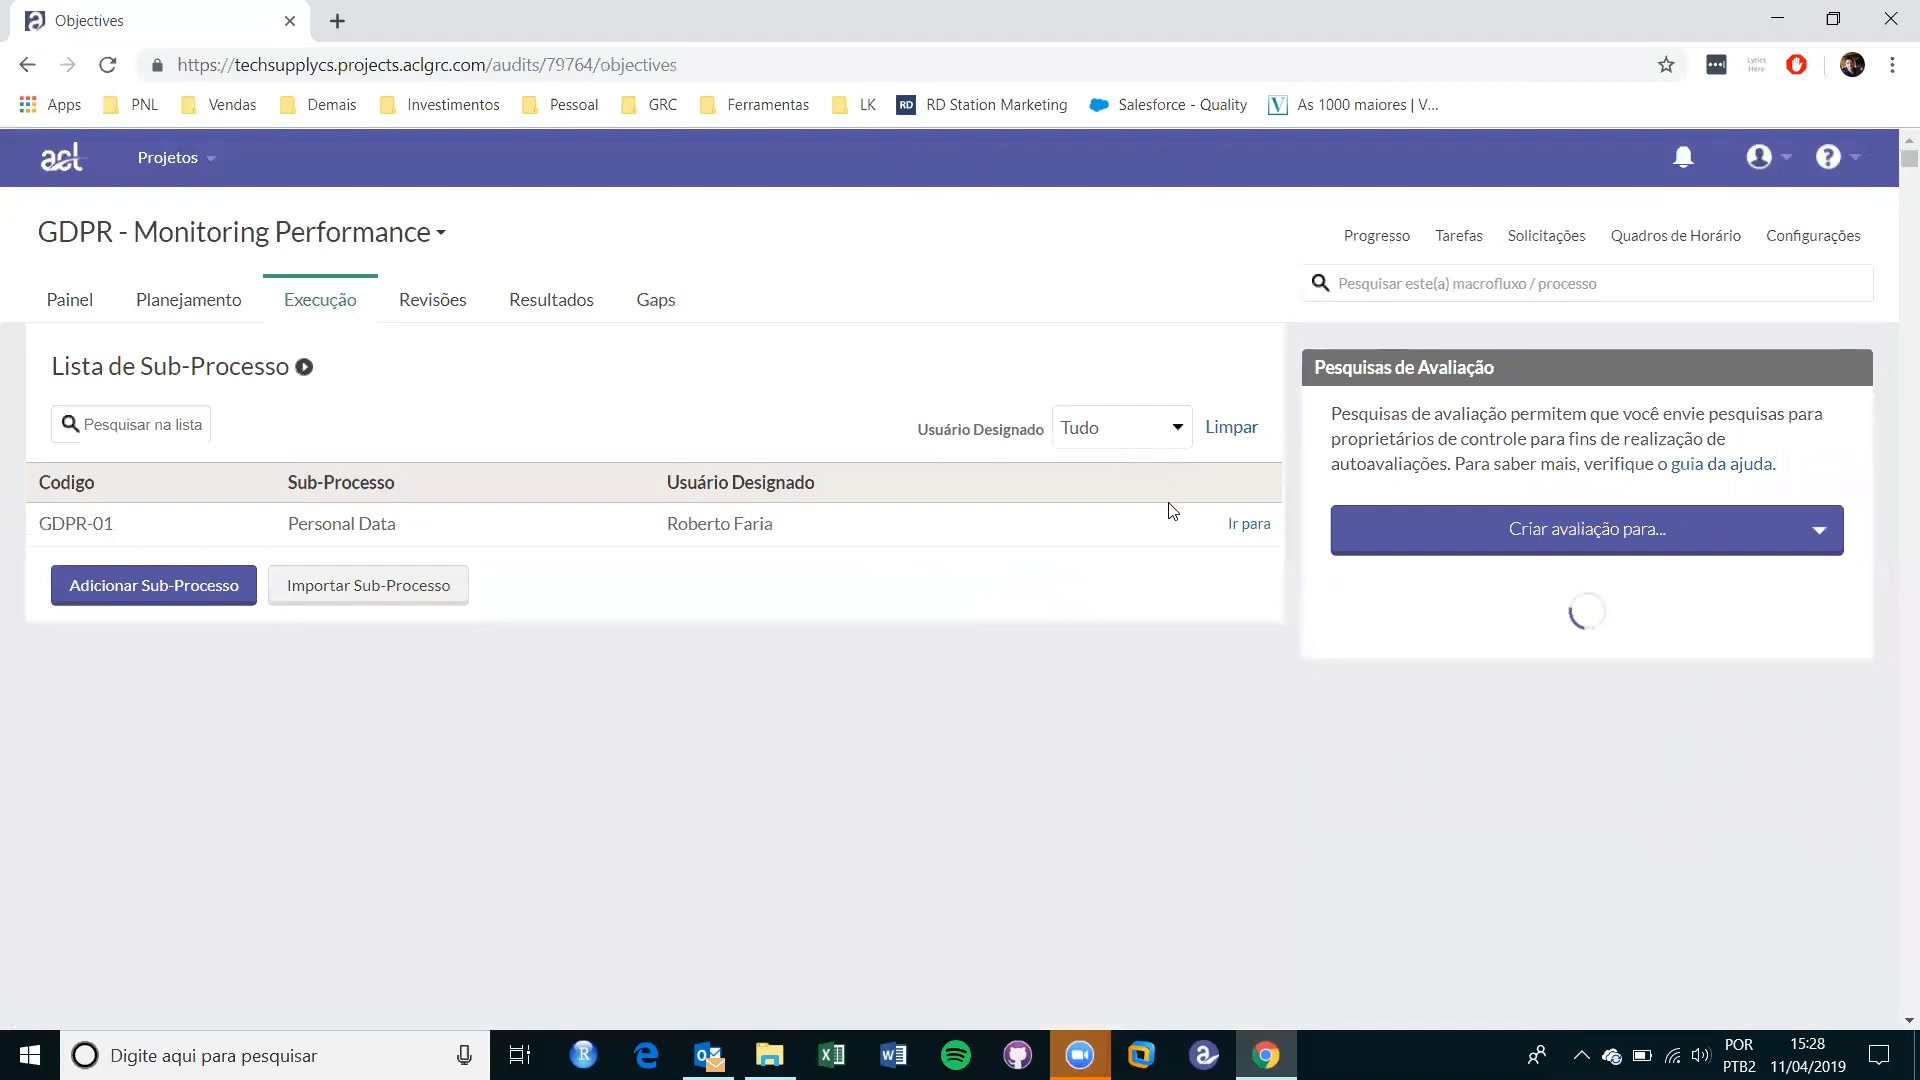 Objectives
https://techsupplycs.projects.aclgrc.com/audits/79764/objectives
Apps PNL Vendas Demais Investimentos Pessoal GRC Ferramentas LK RD RD Station Marketing Salesforce - Quality V As 1000 maiores | V...
acl Projetos
GDPR - Monitoring Performance
Progresso Tarefas Solicitações Quadros de Horário Configurações
Pesquisar este(a) macrofluxo / processo
Painel Planejamento Execução Revisões Resultados Gaps
Lista de Sub-Processo
Pesquisar na lista
Usuário Designado Tudo Limpar
Codigo Sub-Processo Usuário Designado
GDPR-01 Personal Data Roberto Faria Ir para
Adicionar Sub-Processo Importar Sub-Processo
Pesquisas de Avaliação
Pesquisas de avaliação permitem que você envie pesquisas para
proprietários de controle para fins de realização de
autoavaliações. Para saber mais, verifique o guia da ajuda.
Criar avaliação para...
Digite aqui para pesquisar
POR
PTB2
15:28
11/04/2019